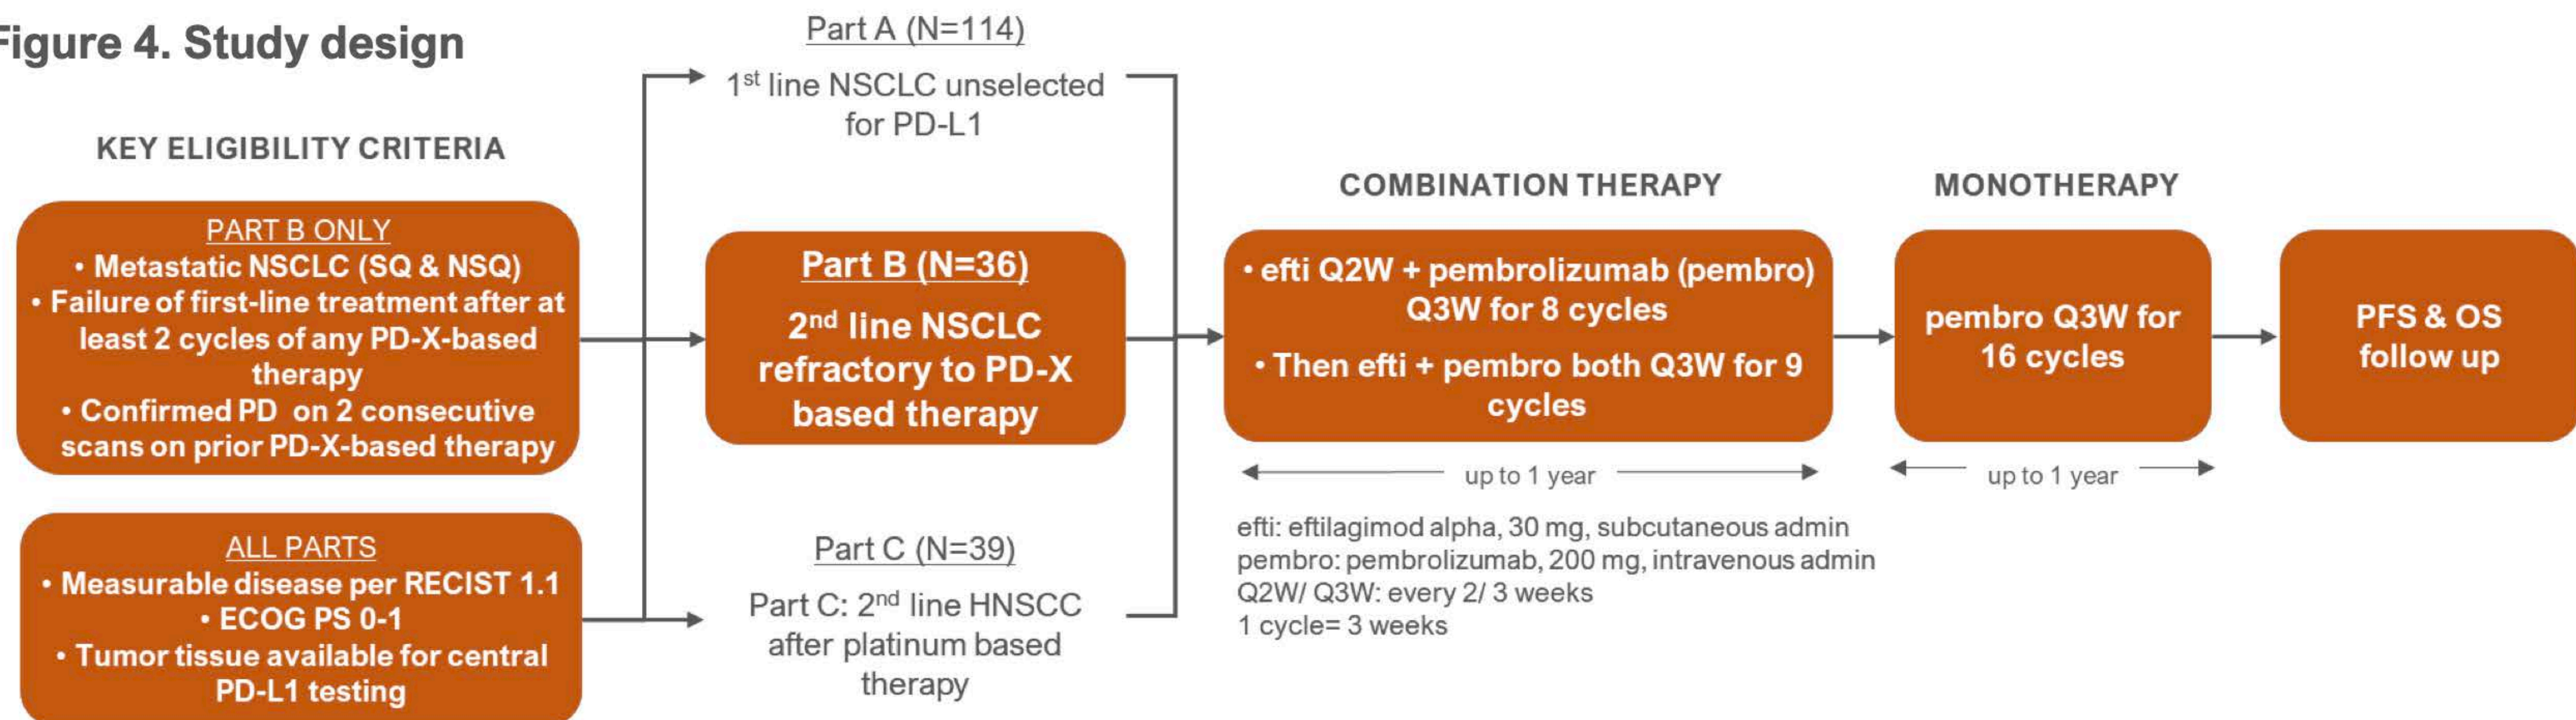 Figure 4. Study design
KEY ELIGIBILITY CRITERIA
PART B ONLY
• Metastatic NSCLC (SQ & NSQ)
• Failure of first-line treatment after at
least 2 cycles of any PD-X-based
therapy
• Confirmed PD on 2 consecutive
scans on prior PD-X-based therapy
ALL PARTS
• Measurable disease per RECIST 1.1
• ECOG PS 0-1
• Tumor tissue available for central
PD-L1 testing
Part A (N=114)
1st line NSCLC unselected
for PD-L1
Part B (N=36)
2nd line NSCLC
refractory to PD-X
based therapy
Part C (N=39)
Part C: 2nd line HNSCC
after platinum based
therapy
COMBINATION THERAPY
• efti Q2W + pembrolizumab (pembro)
Q3W for 8 cycles
• Then efti + pembro both Q3W for 9
cycles
up to 1 year
efti: eftilagimod alpha, 30 mg, subcutaneous admin
pembro: pembrolizumab, 200 mg, intravenous admin
Q2W/ Q3W: every 2/ 3 weeks
1 cycle= 3 weeks
MONOTHERAPY
pembro Q3W for
16 cycles
up to 1 year
PFS & OS
follow up